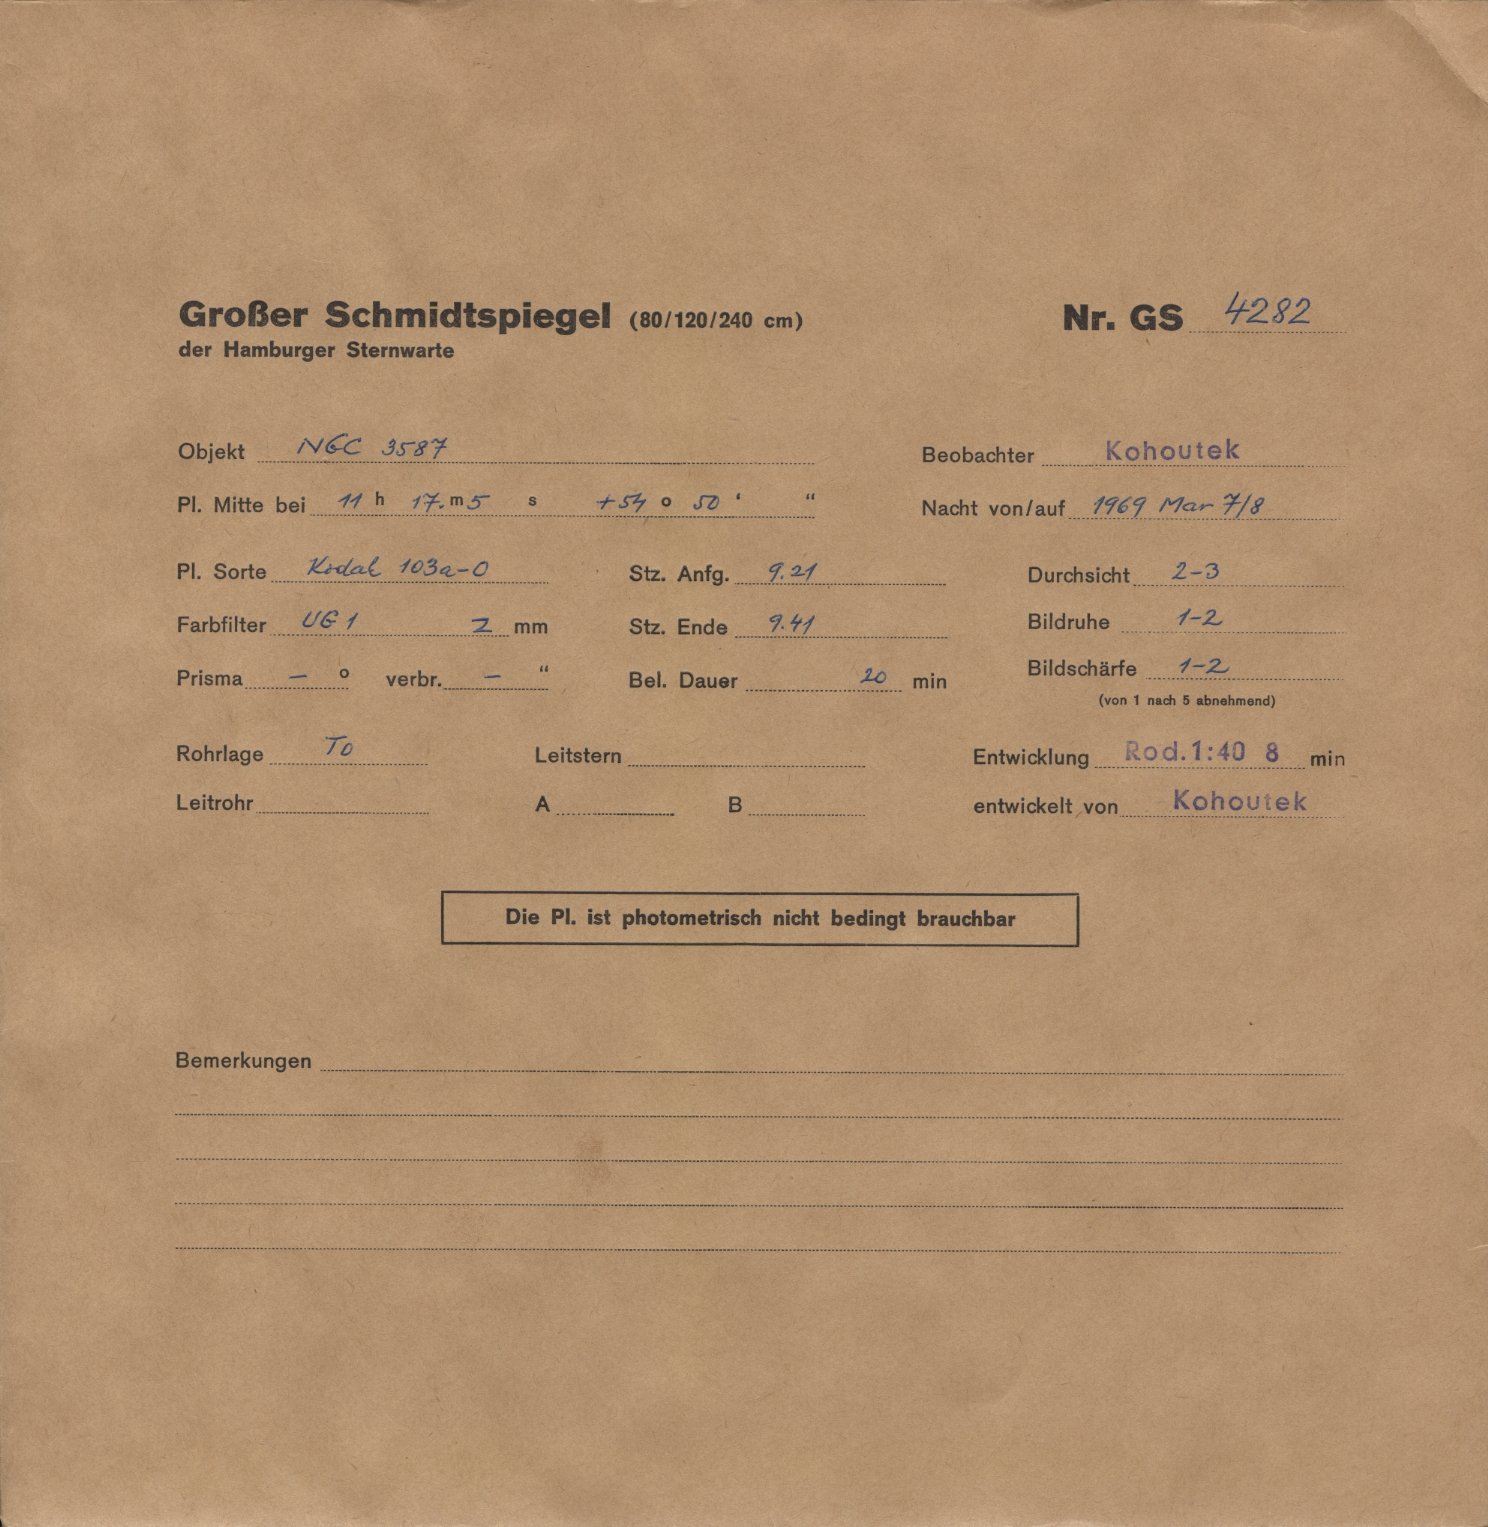 Großer Schmidtspiegel (80/120/240 cm) Nr. GS 4282
der Hamburger Sternwarte
Objekt NGC 3587 Beobachter Kohoutek
Pl. Mitte bei 11 h 17. m 5 s +54 o 50 ‘ “ Nacht von/auf 1969 Mar 7/8
Pl. Sorte Kodak 103a-O Stz. Anfg. 9.21 Durchsicht 2-3
Farbfilter UG1 2 mm Stz. Ende 9.41 Bildruhe 1-2
Prisma – o verbr. – “ Bel. Dauer 20 min Bildschärfe 1-2
(von 1 nach 5 abnehmend)
Rohrlage TO Leitstern Entwicklung Rod. 1:40 8 min
Leitrohr A B entwickelt von Kohoutek
Die Pl. ist photometrisch nicht bedingt brauchbar
Bemerkungen